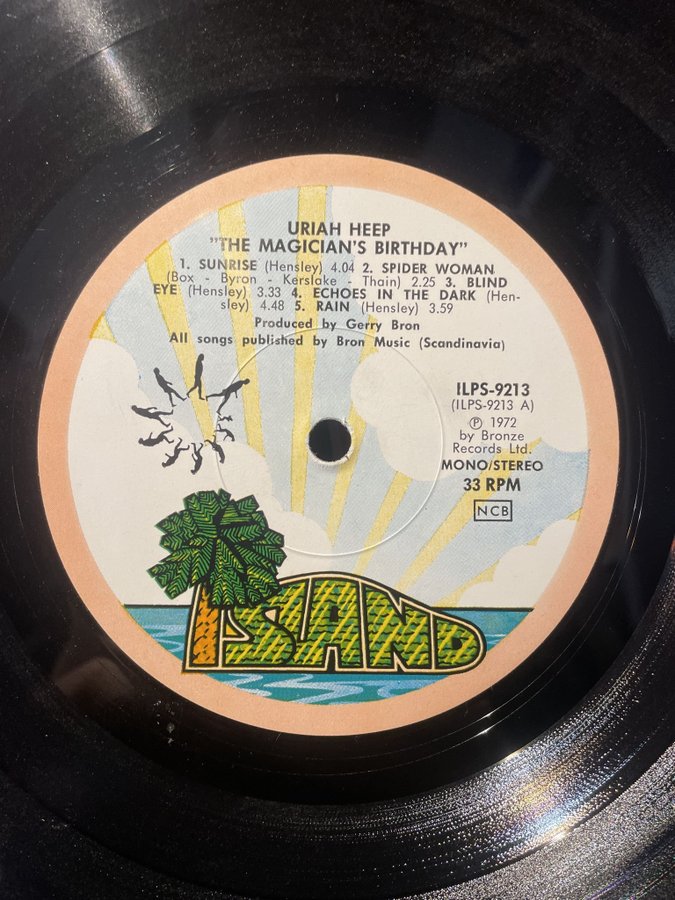 URIAH HEEP
"THE MAGICIAN'S BIRTHDAY"
1. SUNRISE (Hensley) 4.04 2. SPIDER WOMAN
(Box - Byron - Kerslake - Thain) 2.25 3. BLIND
EYE (Hensley) 3.33 4. ECHOES IN THE DARK (Hen-
sley) 4.48 5. RAIN (Hensley) 3.59
Produced by Gerry Bron
All songs published by Bron Music (Scandinavia)
ILPS-9213
(ILPS-9213 A)
℗ 1972
by Bronze
Records Ltd.
MONO/STEREO
33 RPM
NCB
ISLAND